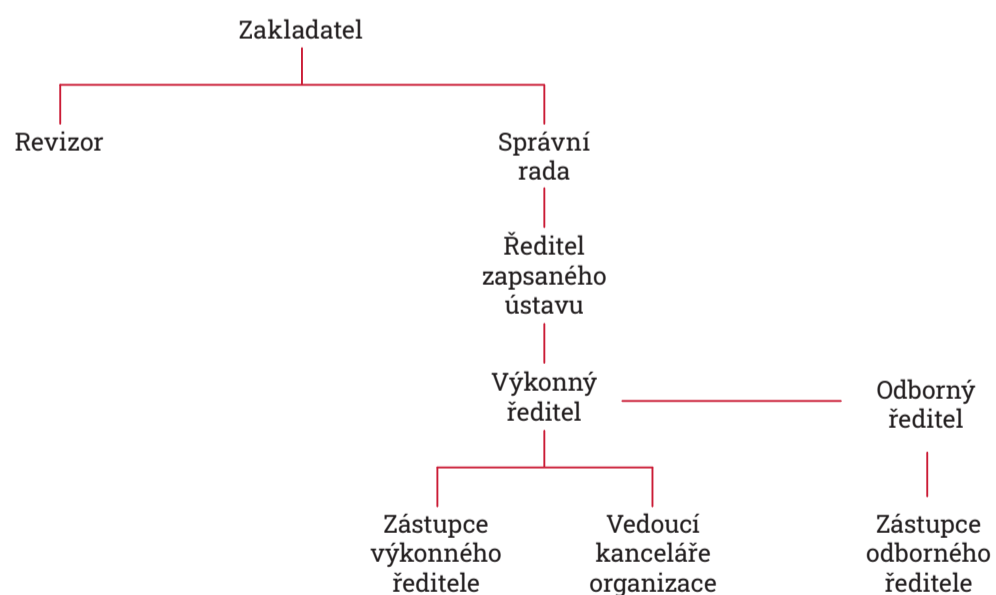 Zakladatel
Revizor
Správní
rada
Ředitel
zapsaného
ústavu
Výkonný
ředitel
Odborný
ředitel
Zástupce
výkonného
ředitele
Vedoucí
kanceláře
organizace
Zástupce
odborného
ředitele